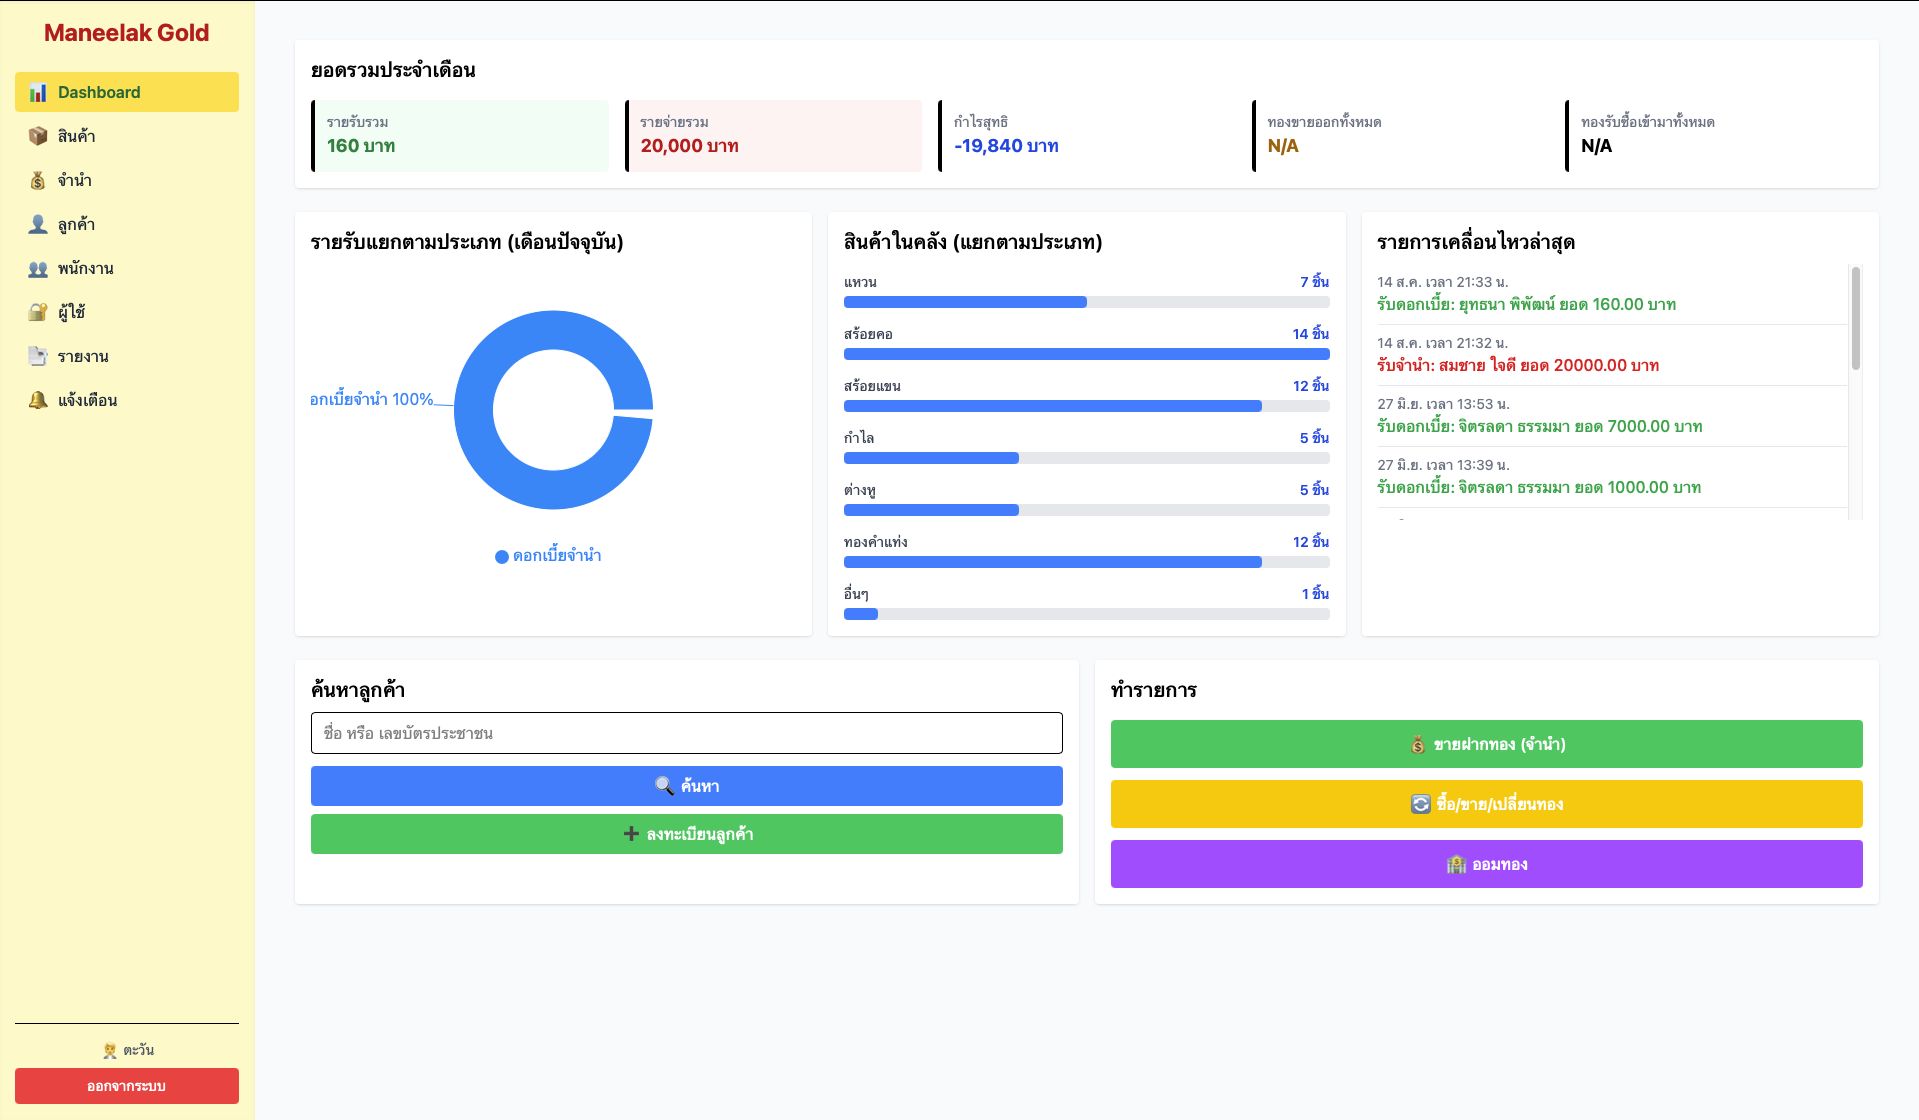 Maneelak Gold
Dashboard
สินค้า
จำนำ
ลูกค้า
พนักงาน
ผู้ใช้
รายงาน
แจ้งเตือน
ตะวัน
ออกจากระบบ
ยอดรวมประจำเดือน
รายรับรวม
160 บาท
รายจ่ายรวม
20,000 บาท
กำไรสุทธิ
-19,840 บาท
ทองขายออกทั้งหมด
N/A
ทองรับซื้อเข้ามาทั้งหมด
N/A
รายรับแยกตามประเภท (เดือนปัจจุบัน)
อกเบี้ยจำนำ 100%
ดอกเบี้ยจำนำ
สินค้าในคลัง (แยกตามประเภท)
แหวน 7 ชิ้น
สร้อยคอ 14 ชิ้น
สร้อยแขน 12 ชิ้น
กำไล 5 ชิ้น
ต่างหู 5 ชิ้น
ทองคำแท่ง 12 ชิ้น
อื่นๆ 1 ชิ้น
รายการเคลื่อนไหวล่าสุด
14 ส.ค. เวลา 21:33 น.
รับดอกเบี้ย: ยุทธนา พิพัฒน์ ยอด 160.00 บาท
14 ส.ค. เวลา 21:32 น.
รับจำนำ: สมชาย ใจดี ยอด 20000.00 บาท
27 มิ.ย. เวลา 13:53 น.
รับดอกเบี้ย: จิตรลดา ธรรมมา ยอด 7000.00 บาท
27 มิ.ย. เวลา 13:39 น.
รับดอกเบี้ย: จิตรลดา ธรรมมา ยอด 1000.00 บาท
ค้นหาลูกค้า
ชื่อ หรือ เลขบัตรประชาชน
ค้นหา
ลงทะเบียนลูกค้า
ทำรายการ
ขายฝากทอง (จำนำ)
ซื้อ/ขาย/เปลี่ยนทอง
ออมทอง